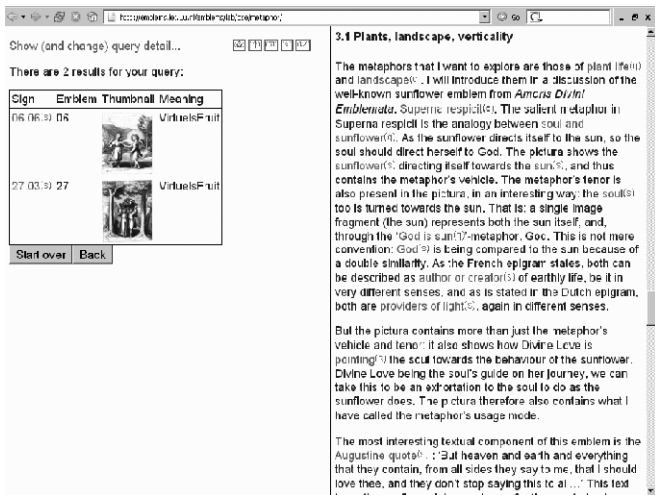 Go
Show (and change) query detail...
There are 2 results for your query:
Sign Emblem Thumbnail Meaning
06.06(s) 06 VirtuelsFruit
27.03(s) 27 VirtuelsFruit
Start over Back
3.1 Plants, landscape, verticality
The metaphors that I want to explore are those of plant life
and landscape. I will introduce them in a discussion of the
well-known sunflower emblem from Amoris Divini
Emblemata, Superna respicit(s). The salient metaphor in
Superna respicit is the analogy between soul and
sunflower. As the sunflower directs itself to the sun, so the
soul should direct herself to God. The pictura shows the
sunflower(s) directing itself towards the sun(s), and thus
contains the metaphor's vehicle. The metaphor's tenor is
also present in the pictura, in an interesting way: the soul(s)
too is turned towards the sun. That is: a single image
fragment (the sun) represents both the sun itself, and,
through the 'God is sun'-metaphor, God. This is not mere
convention: God(s) is being compared to the sun because of
a double similarity. As the French epigram states, both can
be described as author or creator(s) of earthly life, be it in
very different senses, and as is stated in the Dutch epigram,
both are providers of light(s), again in different senses.
But the pictura contains more than just the metaphor's
vehicle and tenor: it also shows how Divine Love is
pointing the soul towards the behaviour of the sunflower.
Divine Love being the soul's guide on her journey, we can
take this to be an exhortation to the soul to do as the
sunflower does. The pictura therefore also contains what I
have called the metaphor's usage mode.
The most interesting textual component of this emblem is the
Augustine quote. : 'But heaven and earth and everything
that they contain, from all sides they say to me, that I should
love thee, and they don't stop saying this to all ...' This text